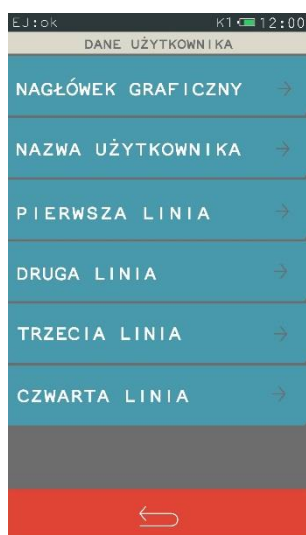 EJ:ok K1 12:00
DANE UŻYTKOWNIKA
NAGŁÓWEK GRAFICZNY
NAZWA UŻYTKOWNIKA
PIERWSZA LINIA
DRUGA LINIA
TRZECIA LINIA
CZWARTA LINIA